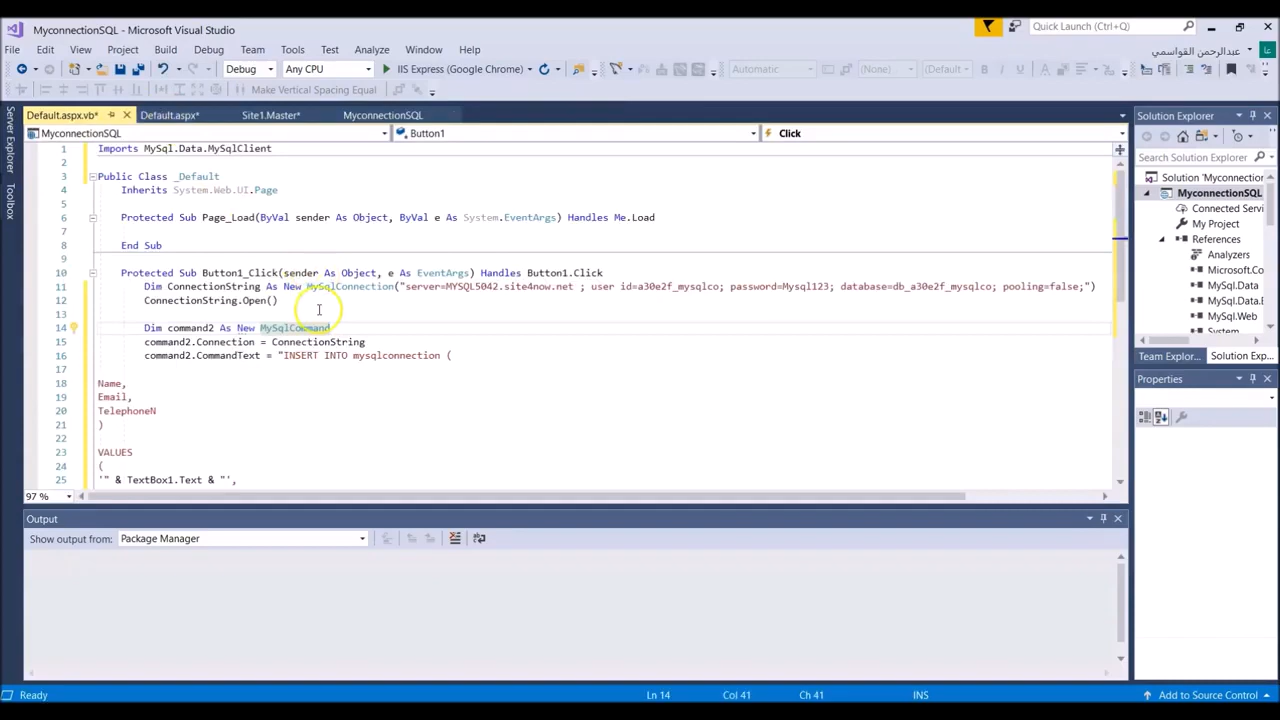 MyconnectionSQL - Microsoft Visual Studio
Quick Launch (Ctrl+Q)
File Edit View Project Build Debug Team Tools Test Analyze Window Help
عبدالرحمن القواسمي
عا
Debug Any CPU IIS Express (Google Chrome) Automatic (None) (Default
Make Vertical Spacing Equal
Default.aspx.vb* Default.aspx* Site1.Master* MyconnectionSQL
MyconnectionSQL Button1 Click
Server Explorer
Toolbox
1 Imports MySql.Data.MySqlClient
2
3 Public Class _Default
4 Inherits System.Web.UI.Page
5
6 Protected Sub Page_Load(ByVal sender As Object, ByVal e As System.EventArgs) Handles Me.Load
7
8 End Sub
9
10 Protected Sub Button1_Click(sender As Object, e As EventArgs) Handles Button1.Click
11 Dim ConnectionString As New MySqlConnection("server=MYSQL5042.site4now.net ; user id=a30e2f_mysqlco; password=Mysql123; database=db_a30e2f_mysqlco; pooling=false;")
12 ConnectionString.Open()
13
14 Dim command2 As New MySqlCommand
15 command2.Connection = ConnectionString
16 command2.CommandText = "INSERT INTO mysqlconnection (
17
18 Name,
19 Email,
20 TelephoneN
21 )
22
23 VALUES
24 (
25 '" & TextBox1.Text & "',
97 %
Solution Explorer
Search Solution Explorer
Solution 'Myconnection
MyconnectionSQL
Connected Servi
My Project
References
Analyzers
Microsoft.Co
MySql.Data
MySql.Data.E
MySql.Web
System
Team Explor... Solution Exp...
Properties
Output
Show output from: Package Manager
Ready Ln 14 Col 41 Ch 41 INS Add to Source Control